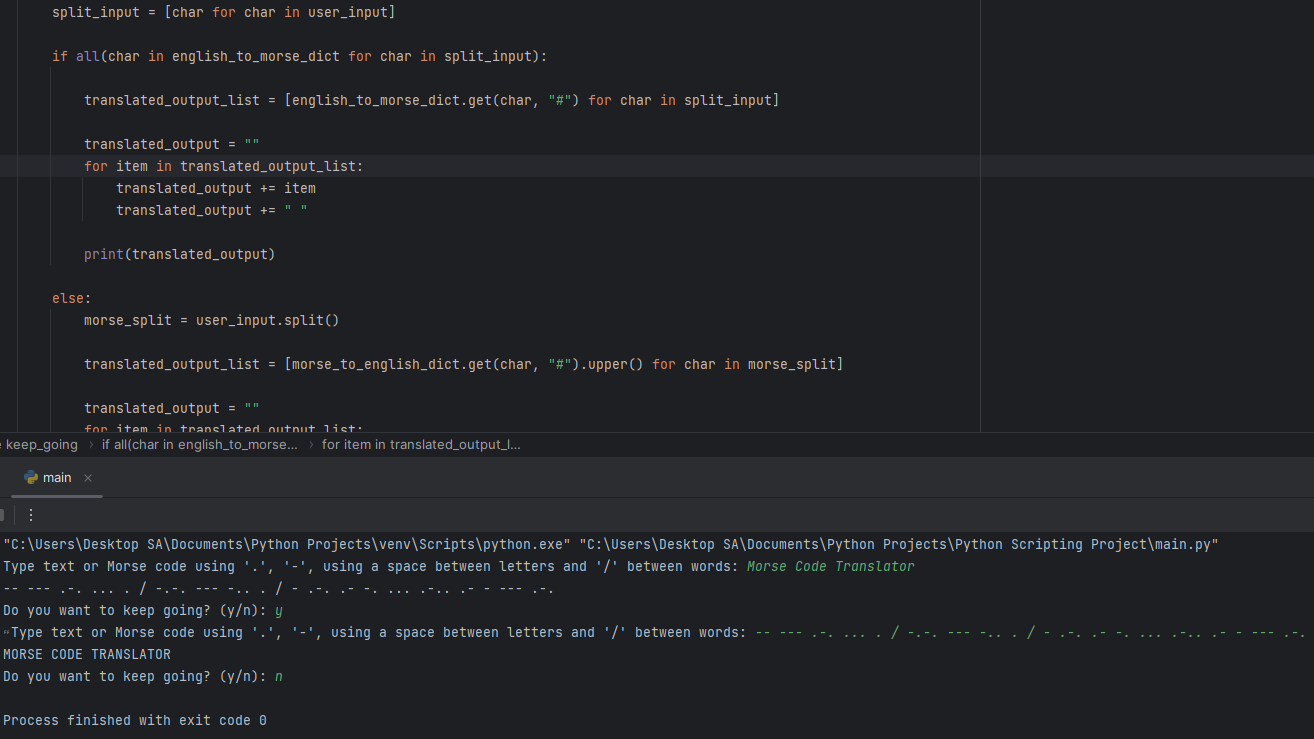 split_input = [char for char in user_input]
if all(char in english_to_morse_dict for char in split_input):
translated_output_list = [english_to_morse_dict.get(char, "#") for char in split_input]
translated_output = ""
for item in translated_output_list:
translated_output += item
translated_output += " "
print(translated_output)
else:
morse_split = user_input.split()
translated_output_list = [morse_to_english_dict.get(char, "#").upper() for char in morse_split]
translated_output = ""
for item in translated_output_list:
keep_going › if all(char in english_to_morse... › for item in translated_output_l...
main ×
"C:\Users\Desktop SA\Documents\Python Projects\venv\Scripts\python.exe" "C:\Users\Desktop SA\Documents\Python Projects\Python Scripting Project\main.py"
Type text or Morse code using '.', '-', using a space between letters and '/' between words: Morse Code Translator
-- --- .-. ... . / -.-. --- -.. . / - .-. .- -. ... .-.. .- - --- .-.
Do you want to keep going? (y/n): y
Type text or Morse code using '.', '-', using a space between letters and '/' between words: -- --- .-. ... . / -.-. --- -.. . / - .-. .- -. ... .-.. .- - --- .-.
MORSE CODE TRANSLATOR
Do you want to keep going? (y/n): n
Process finished with exit code 0